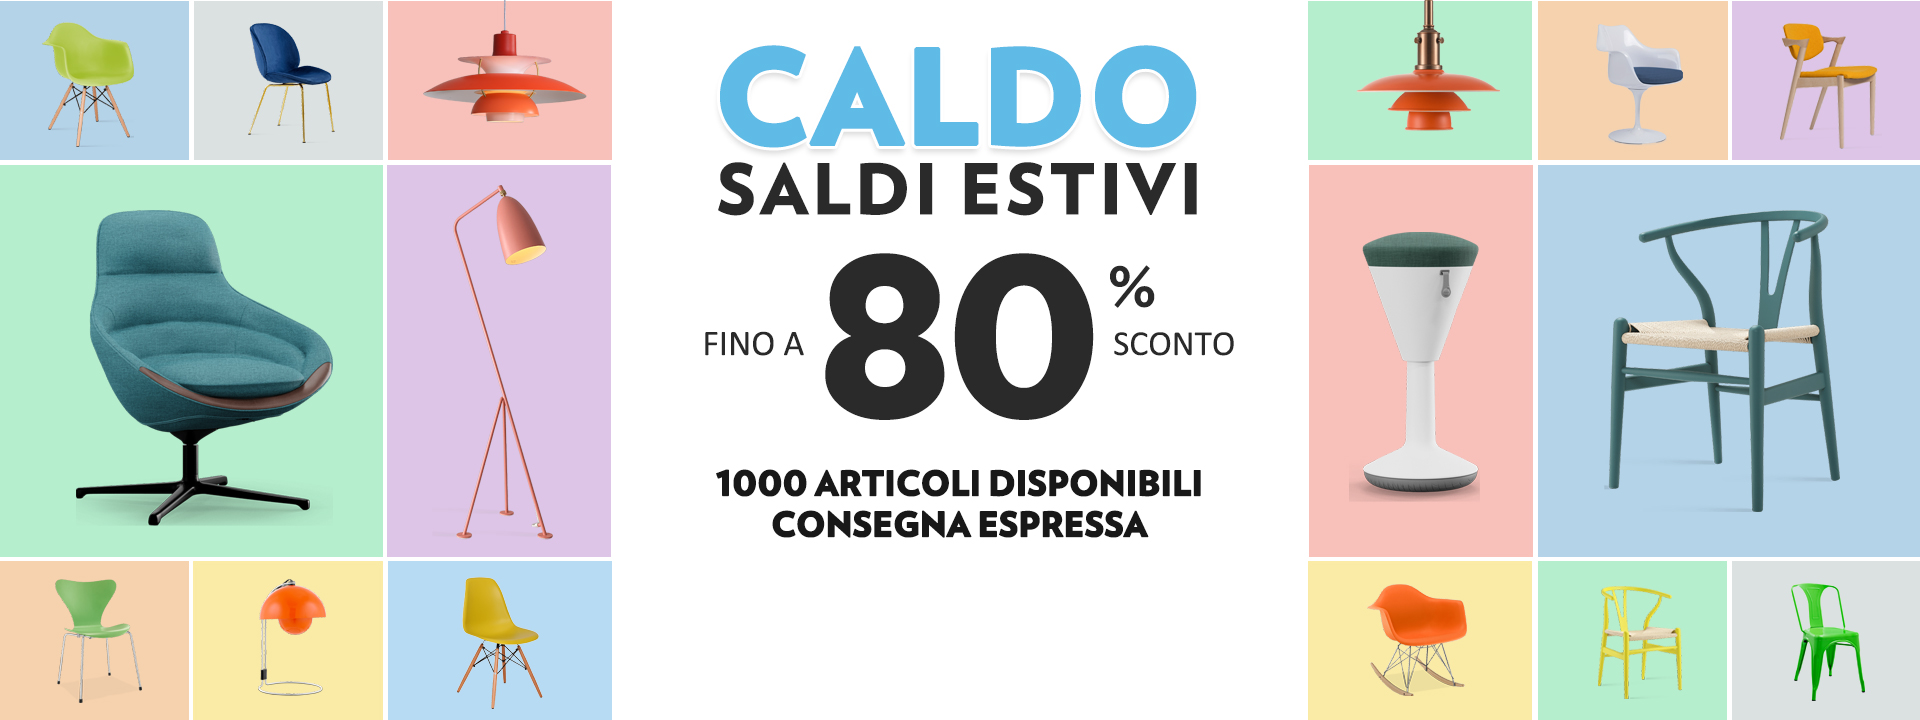 CALDO
SALDI ESTIVI
FINO A 80% SCONTO
1000 ARTICOLI DISPONIBILI
CONSEGNA ESPRESSA